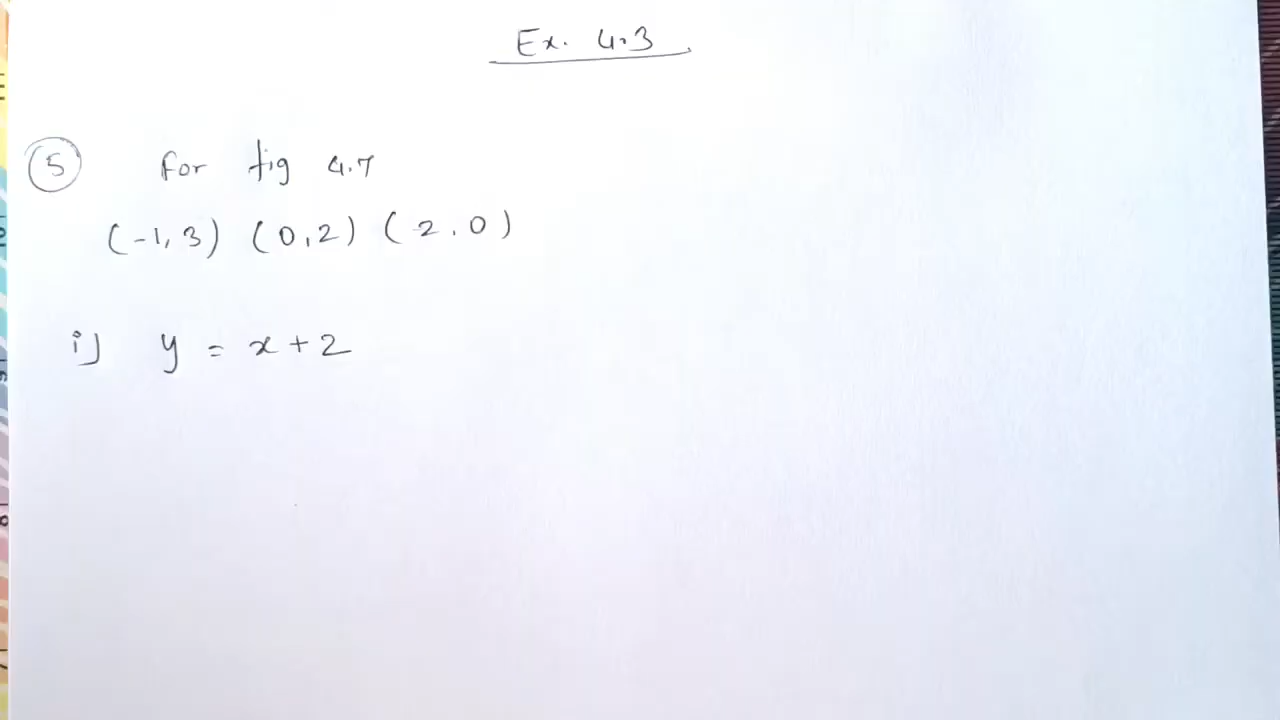 Ex. 4.3
5 For fig 4.7
(-1, 3) (0, 2) (2, 0)
i) y = x + 2